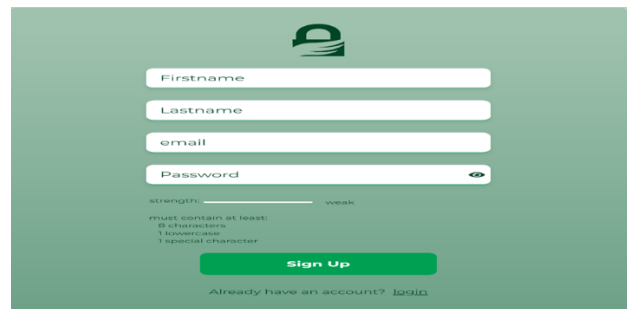 Firstname
Lastname
email
Password
strength: weak
must contain at least:
8 characters
1 lowercase
1 special character
Sign Up
Already have an account? login